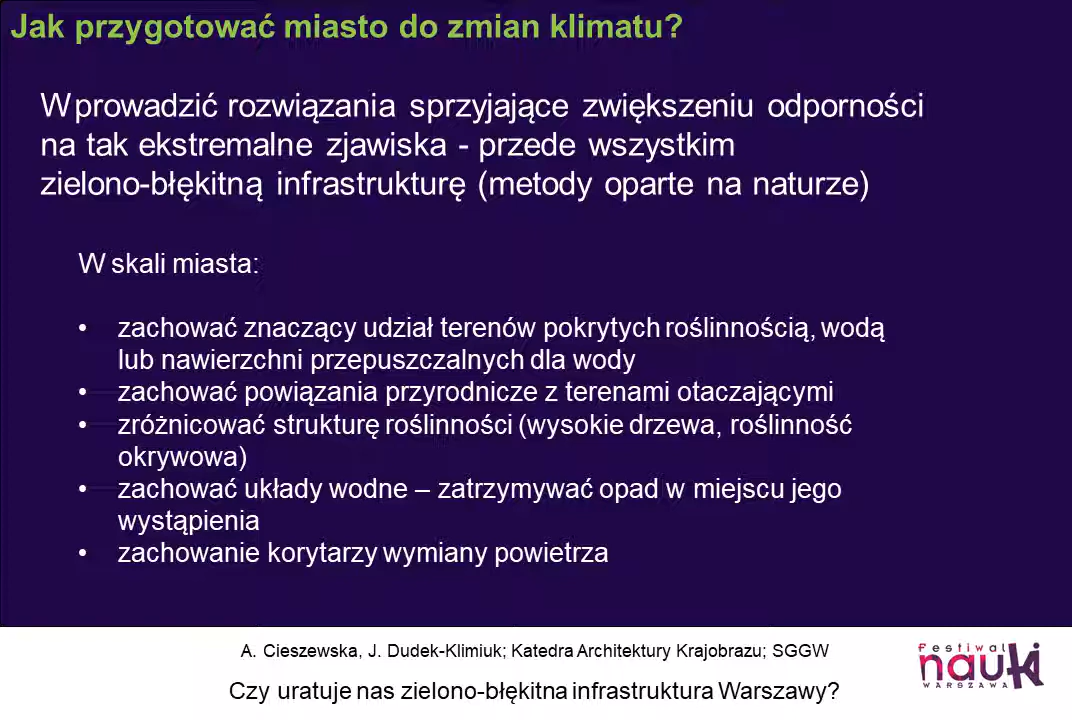 Jak przygotować miasto do zmian klimatu?
Wprowadzić rozwiązania sprzyjające zwiększeniu odporności
na tak ekstremalne zjawiska - przede wszystkim
zielono-błękitną infrastrukturę (metody oparte na naturze)
W skali miasta:
• zachować znaczący udział terenów pokrytych roślinnością, wodą
lub nawierzchni przepuszczalnych dla wody
• zachować powiązania przyrodnicze z terenami otaczającymi
• zróżnicować strukturę roślinności (wysokie drzewa, roślinność
okrywowa)
• zachować układy wodne – zatrzymywać opad w miejscu jego
wystąpienia
• zachowanie korytarzy wymiany powietrza
A. Cieszewska, J. Dudek-Klimiuk; Katedra Architektury Krajobrazu; SGGW
Czy uratuje nas zielono-błękitna infrastruktura Warszawy?
festiwal
nauki
WARSZAWA